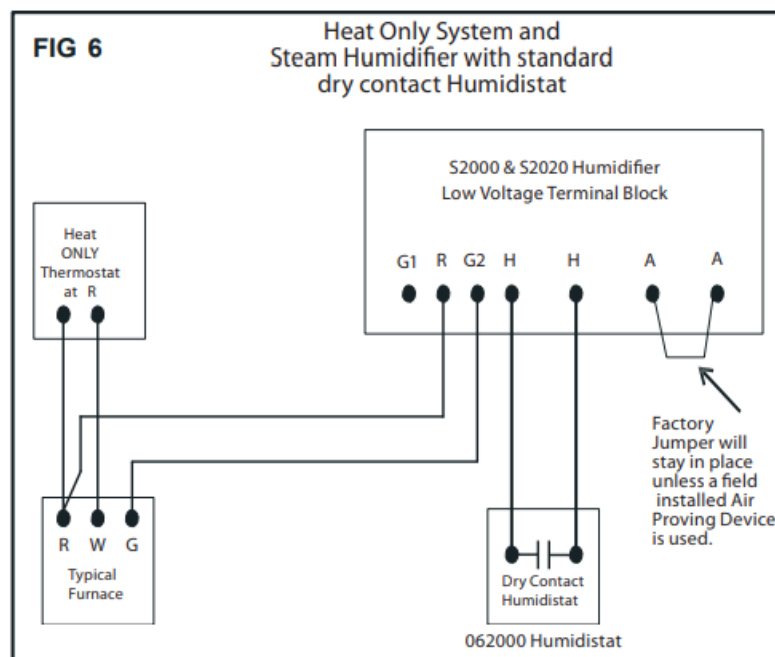 FIG 6
Heat Only System and
Steam Humidifier with standard
dry contact Humidistat
S2000 & S2020 Humidifier
Low Voltage Terminal Block
G1 R G2 H H A A
Heat
ONLY
Thermostat
at R
Factory
Jumper will
stay in place
unless a field
installed Air
Proving Device
is used.
R W G
Typical
Furnace
Dry Contact
Humidistat
062000 Humidistat